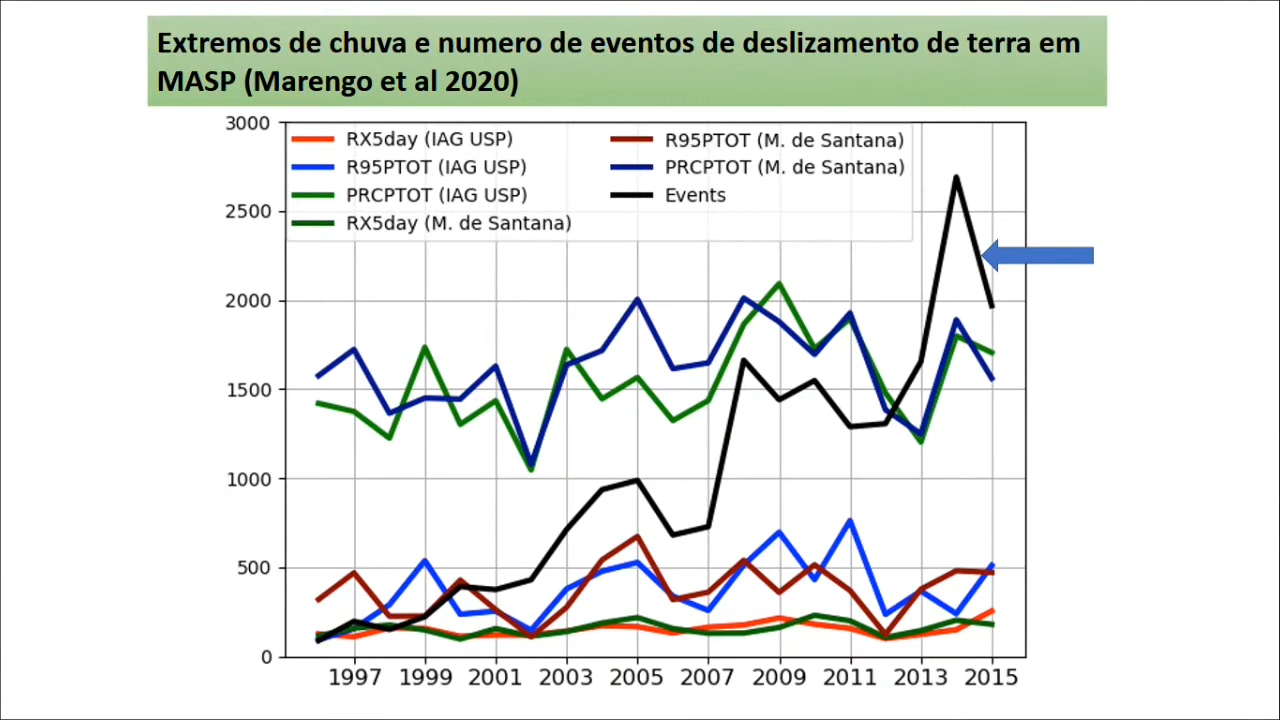 Extremos de chuva e numero de eventos de deslizamento de terra em
MASP (Marengo et al 2020)
3000
2500
2000
1500
1000
500
0
RX5day (IAG USP)
R95PTOT (IAG USP)
PRCPTOT (IAG USP)
RX5day (M. de Santana)
R95PTOT (M. de Santana)
PRCPTOT (M. de Santana)
Events
1997 1999 2001 2003 2005 2007 2009 2011 2013 2015